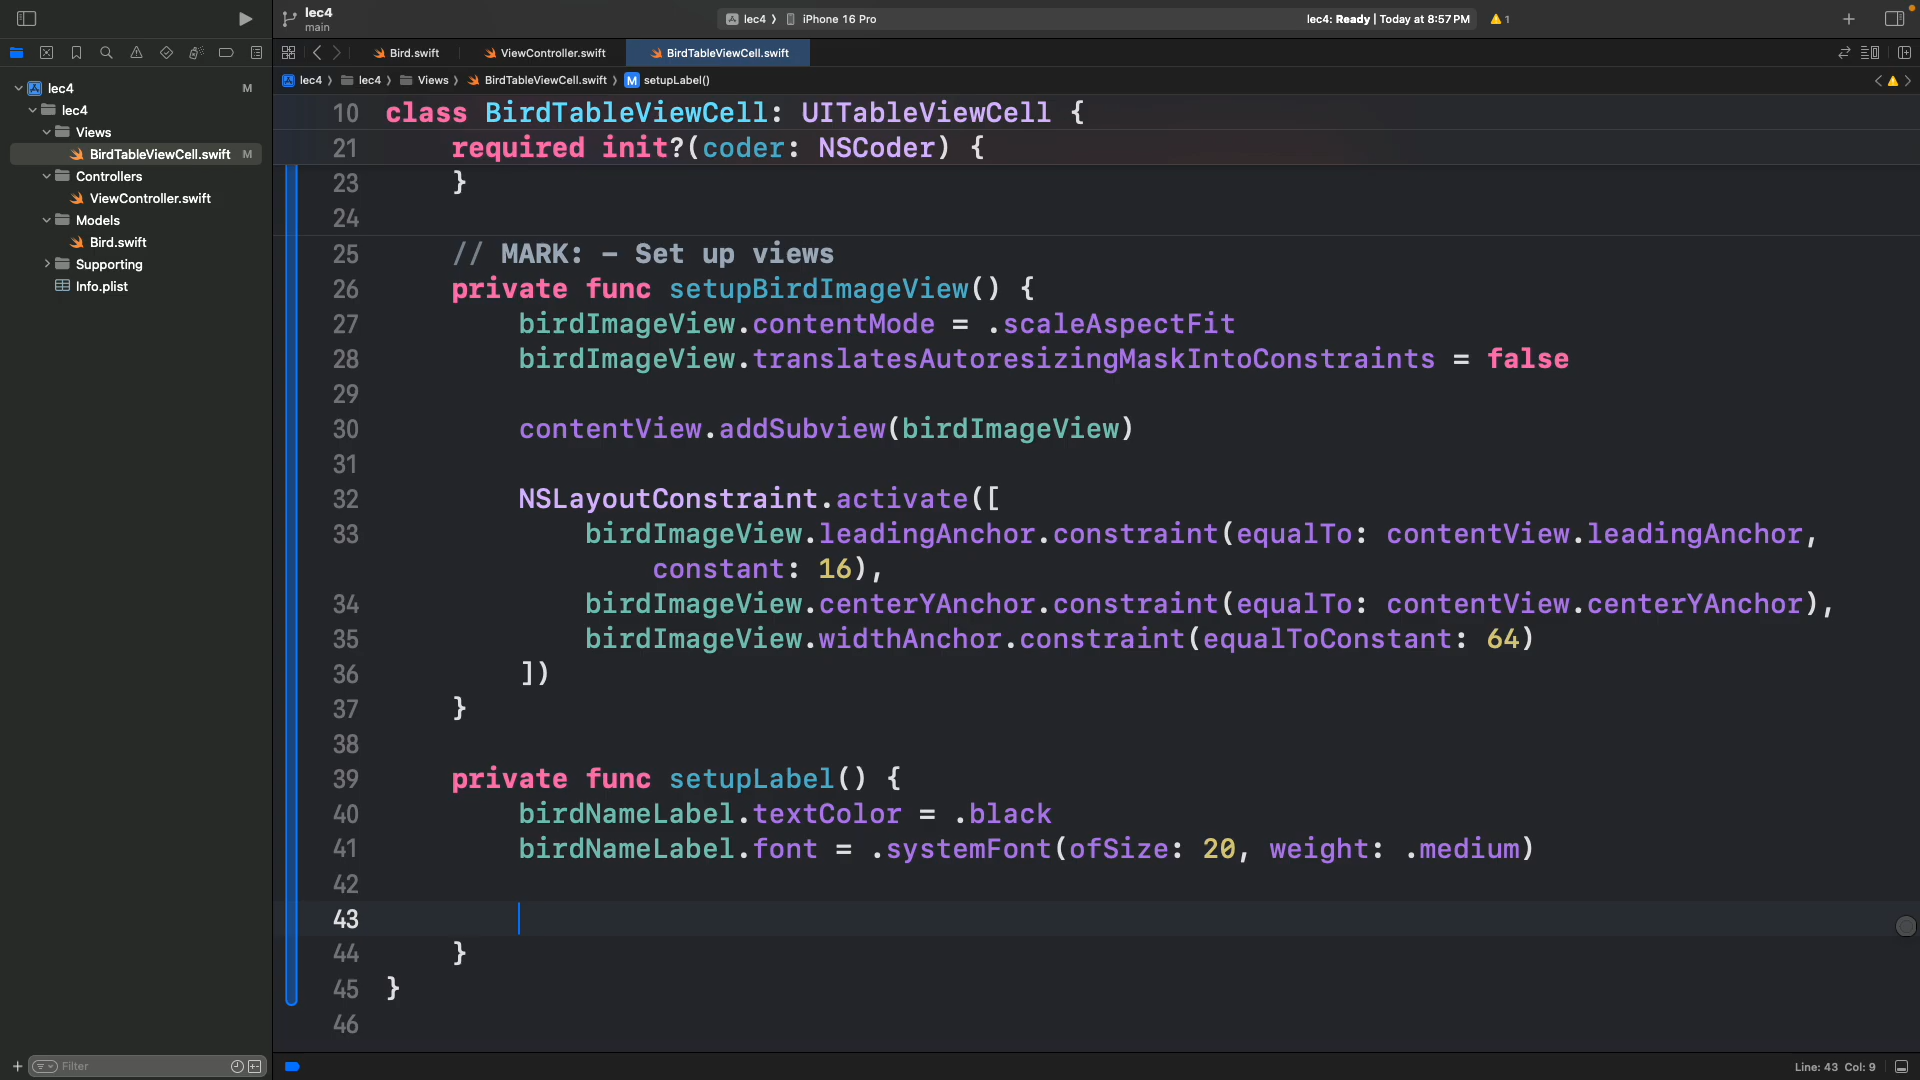 lec4
main
lec4 › iPhone 16 Pro
lec4: Ready | Today at 8:57 PM
1
Bird.swift
ViewController.swift
BirdTableViewCell.swift
lec4 › lec4 › Views › BirdTableViewCell.swift › M setupLabel()
lec4 M
lec4
Views
BirdTableViewCell.swift M
Controllers
ViewController.swift
Models
Bird.swift
Supporting
Info.plist
10 class BirdTableViewCell: UITableViewCell {
21 required init?(coder: NSCoder) {
23 }
24
25 // MARK: - Set up views
26 private func setupBirdImageView() {
27 birdImageView.contentMode = .scaleAspectFit
28 birdImageView.translatesAutoresizingMaskIntoConstraints = false
29
30 contentView.addSubview(birdImageView)
31
32 NSLayoutConstraint.activate([
33 birdImageView.leadingAnchor.constraint(equalTo: contentView.leadingAnchor,
constant: 16),
34 birdImageView.centerYAnchor.constraint(equalTo: contentView.centerYAnchor),
35 birdImageView.widthAnchor.constraint(equalToConstant: 64)
36 ])
37 }
38
39 private func setupLabel() {
40 birdNameLabel.textColor = .black
41 birdNameLabel.font = .systemFont(ofSize: 20, weight: .medium)
42
43
44 }
45 }
46
Filter
Line: 43 Col: 9